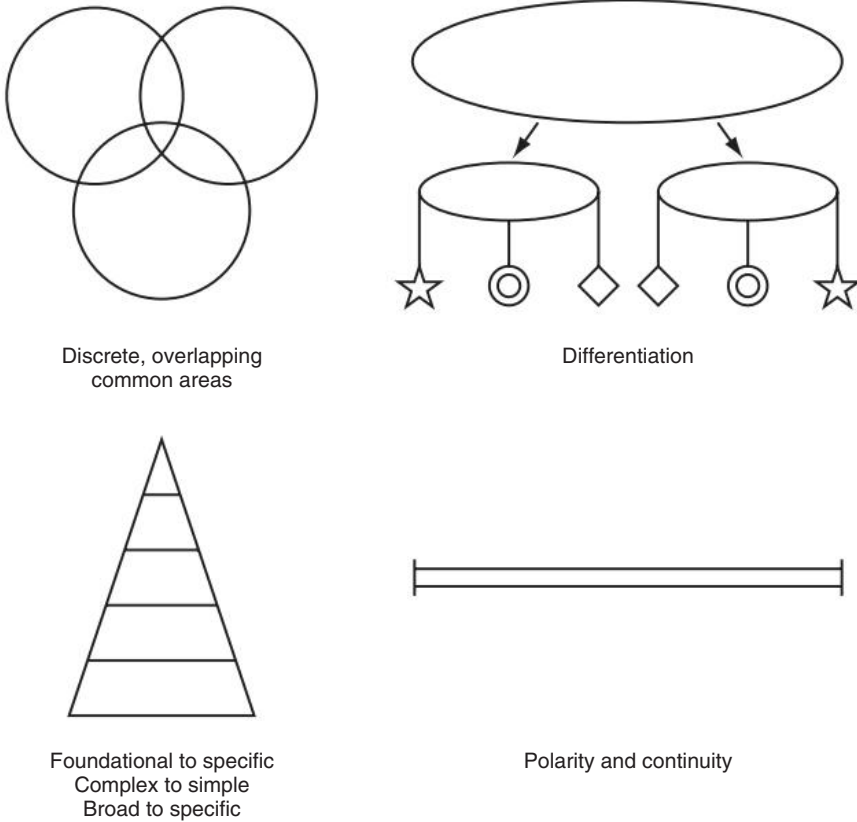 Discrete, overlapping
common areas
Differentiation
Foundational to specific
Complex to simple
Broad to specific
Polarity and continuity